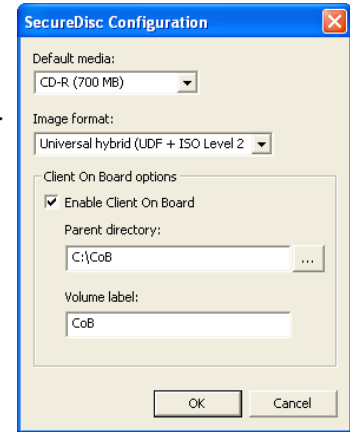 SecureDisc Configuration
Default media:
CD-R (700 MB)
Image format:
Universal hybrid (UDF + ISO Level 2
Client On Board options
Enable Client On Board
Parent directory:
C:\CoB
...
Volume label:
CoB
OK Cancel